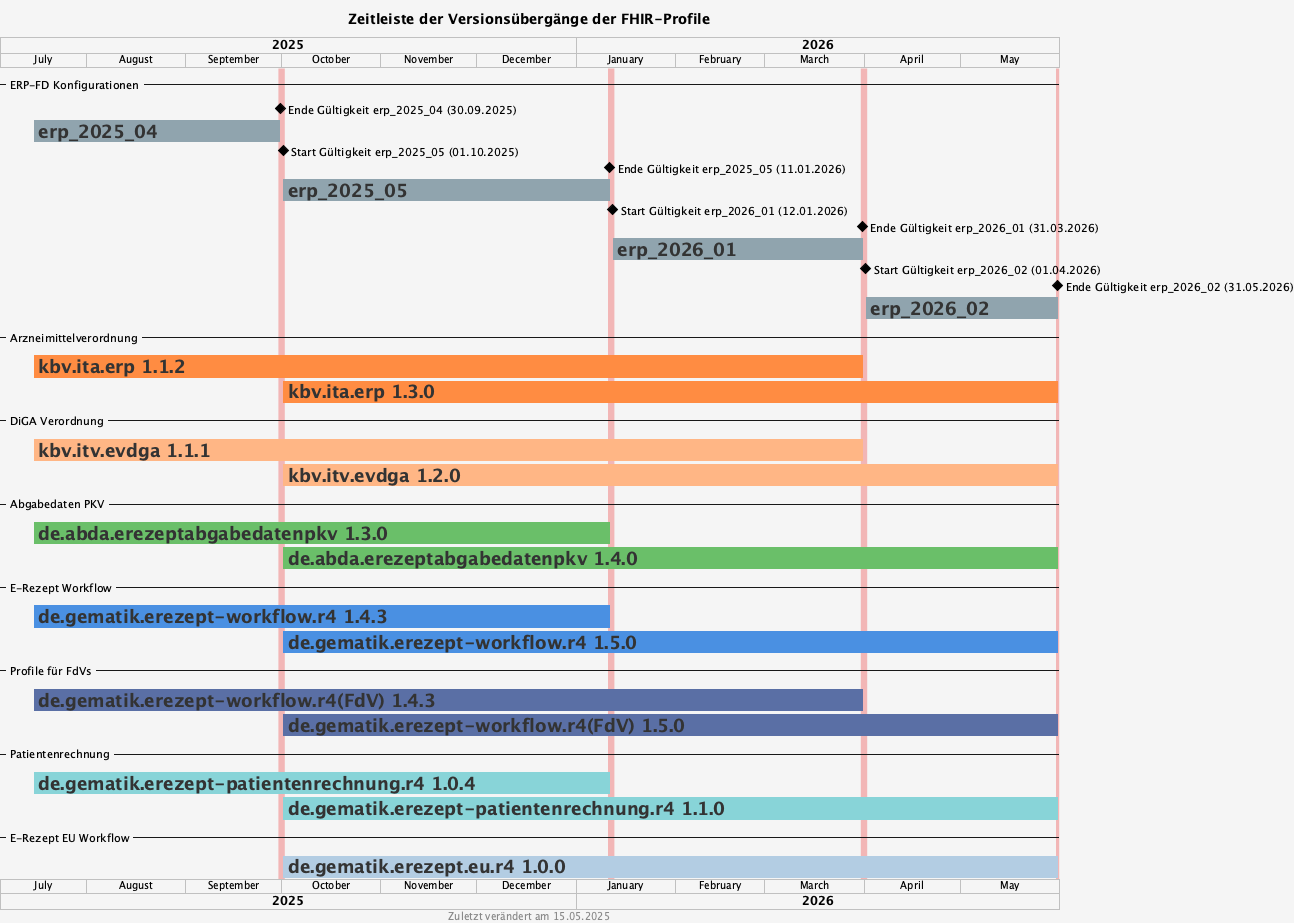 Zeitleiste der Versionsübergänge der FHIR-Profile
2025 2026
July August September October November December January February March April May
ERP-FD Konfigurationen
Ende Gültigkeit erp_2025_04 (30.09.2025)
erp_2025_04
Start Gültigkeit erp_2025_05 (01.10.2025)
Ende Gültigkeit erp_2025_05 (11.01.2026)
erp_2025_05
Start Gültigkeit erp_2026_01 (12.01.2026)
Ende Gültigkeit erp_2026_01 (31.03.2026)
erp_2026_01
Start Gültigkeit erp_2026_02 (01.04.2026)
Ende Gültigkeit erp_2026_02 (31.05.2026)
erp_2026_02
Arzneimittelverordnung
kbv.ita.erp 1.1.2
kbv.ita.erp 1.3.0
DiGA Verordnung
kbv.itv.evdga 1.1.1
kbv.itv.evdga 1.2.0
Abgabedaten PKV
de.abda.erezeptabgabedatenpkv 1.3.0
de.abda.erezeptabgabedatenpkv 1.4.0
E-Rezept Workflow
de.gematik.erezept-workflow.r4 1.4.3
de.gematik.erezept-workflow.r4 1.5.0
Profile für FdVs
de.gematik.erezept-workflow.r4(FdV) 1.4.3
de.gematik.erezept-workflow.r4(FdV) 1.5.0
Patientenrechnung
de.gematik.erezept-patientenrechnung.r4 1.0.4
de.gematik.erezept-patientenrechnung.r4 1.1.0
E-Rezept EU Workflow
de.gematik.erezept.eu.r4 1.0.0
July August September October November December January February March April May
2025 2026
Zuletzt verändert am 15.05.2025